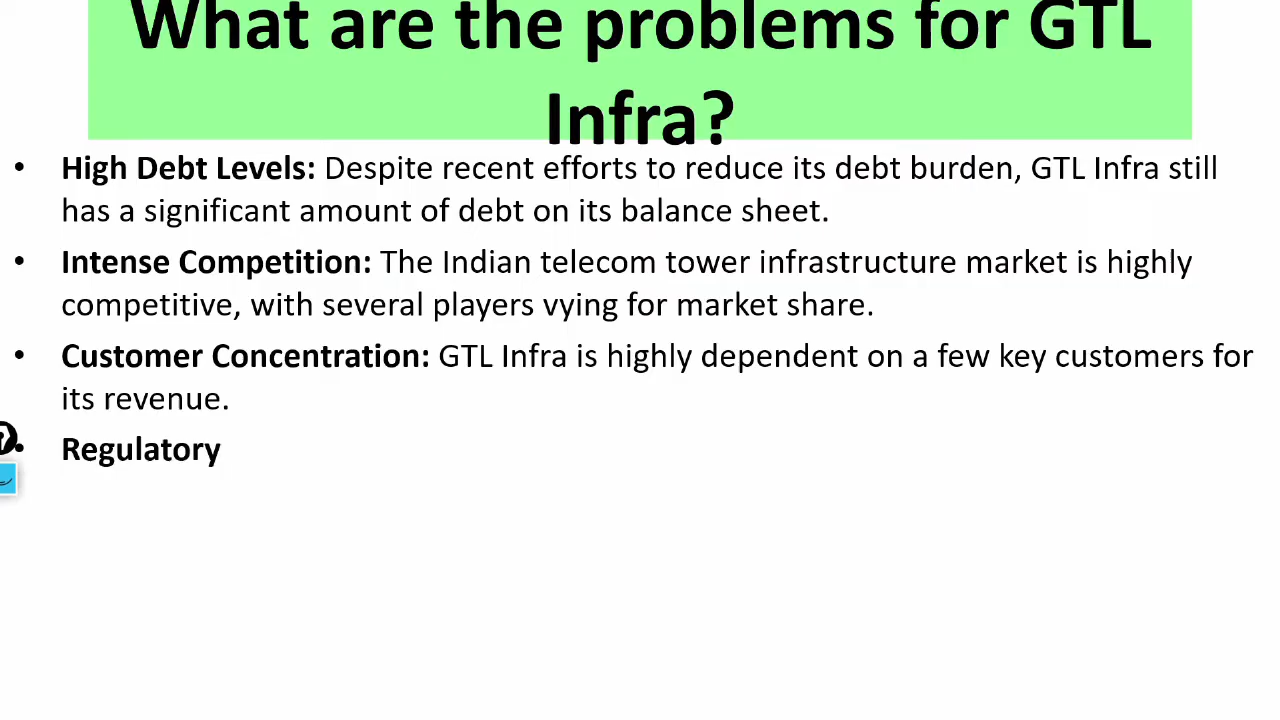 What are the problems for GTL
Infra?
• High Debt Levels: Despite recent efforts to reduce its debt burden, GTL Infra still
has a significant amount of debt on its balance sheet.
• Intense Competition: The Indian telecom tower infrastructure market is highly
competitive, with several players vying for market share.
• Customer Concentration: GTL Infra is highly dependent on a few key customers for
its revenue.
• Regulatory